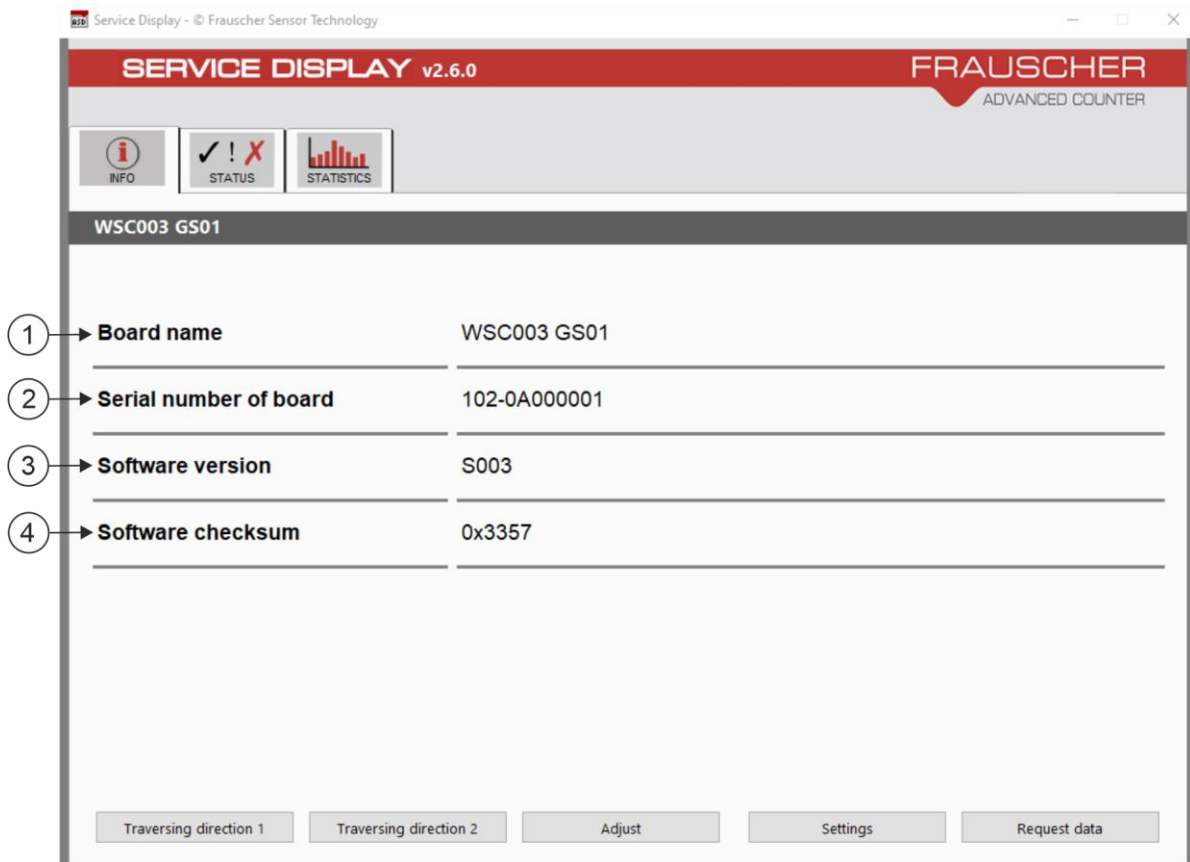 Service Display - © Frauscher Sensor Technology
SERVICE DISPLAY v2.6.0
FRAUSCHER
ADVANCED COUNTER
INFO
STATUS
STATISTICS
WSC003 GS01
1 Board name WSC003 GS01
2 Serial number of board 102-0A000001
3 Software version S003
4 Software checksum 0x3357
Traversing direction 1 Traversing direction 2 Adjust Settings Request data